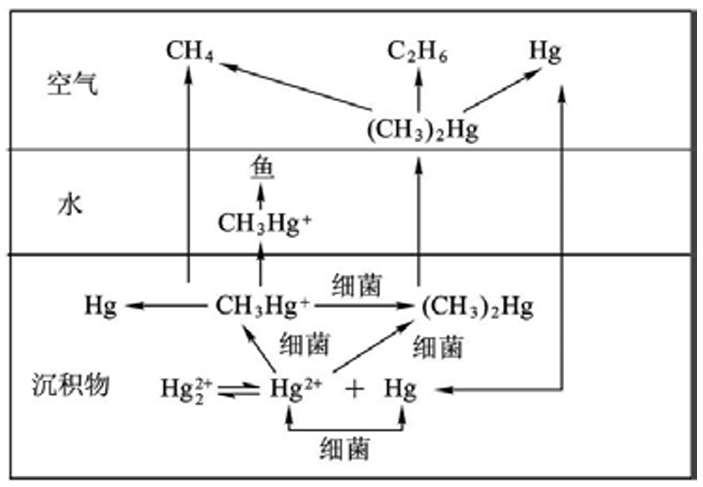 CH₄ C₂H₆ Hg
空气
(CH₃)₂Hg
鱼
水
CH₃Hg⁺
细菌
Hg CH₃Hg⁺ (CH₃)₂Hg
细菌 细菌
沉积物 Hg₂²⁺ ⇌ Hg²⁺ + Hg
细菌